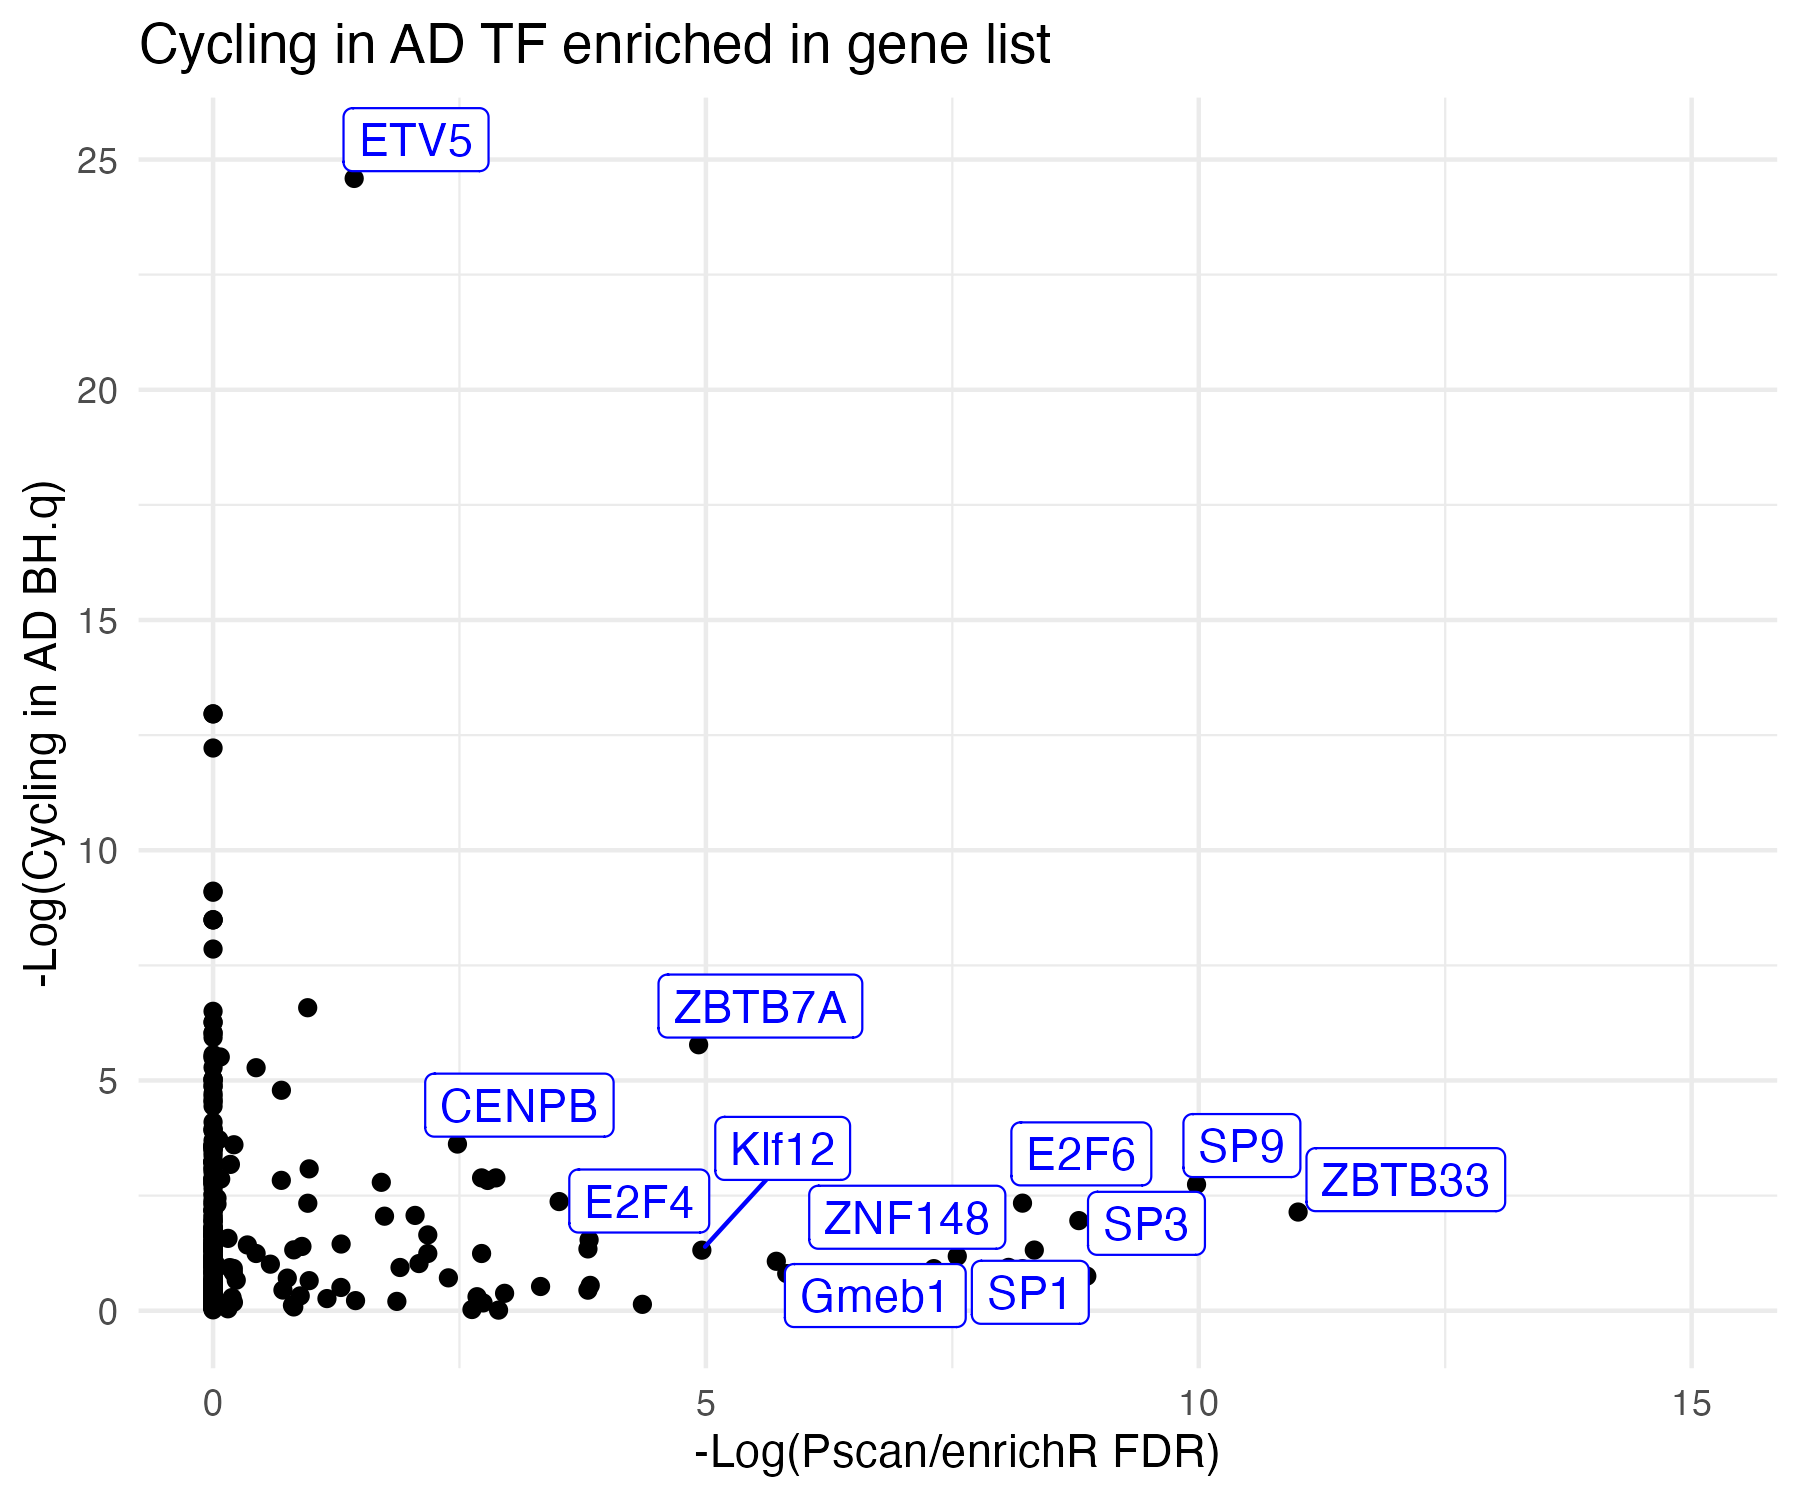 Cycling in AD TF enriched in gene list
ETV5
25
20
15
10
5
0
-Log(Cycling in AD BH.q)
ZBTB7A
CENPB
Klf12
E2F6
SP9
ZBTB33
E2F4
ZNF148
SP3
Gmeb1
SP1
0 5 10 15
-Log(Pscan/enrichR FDR)